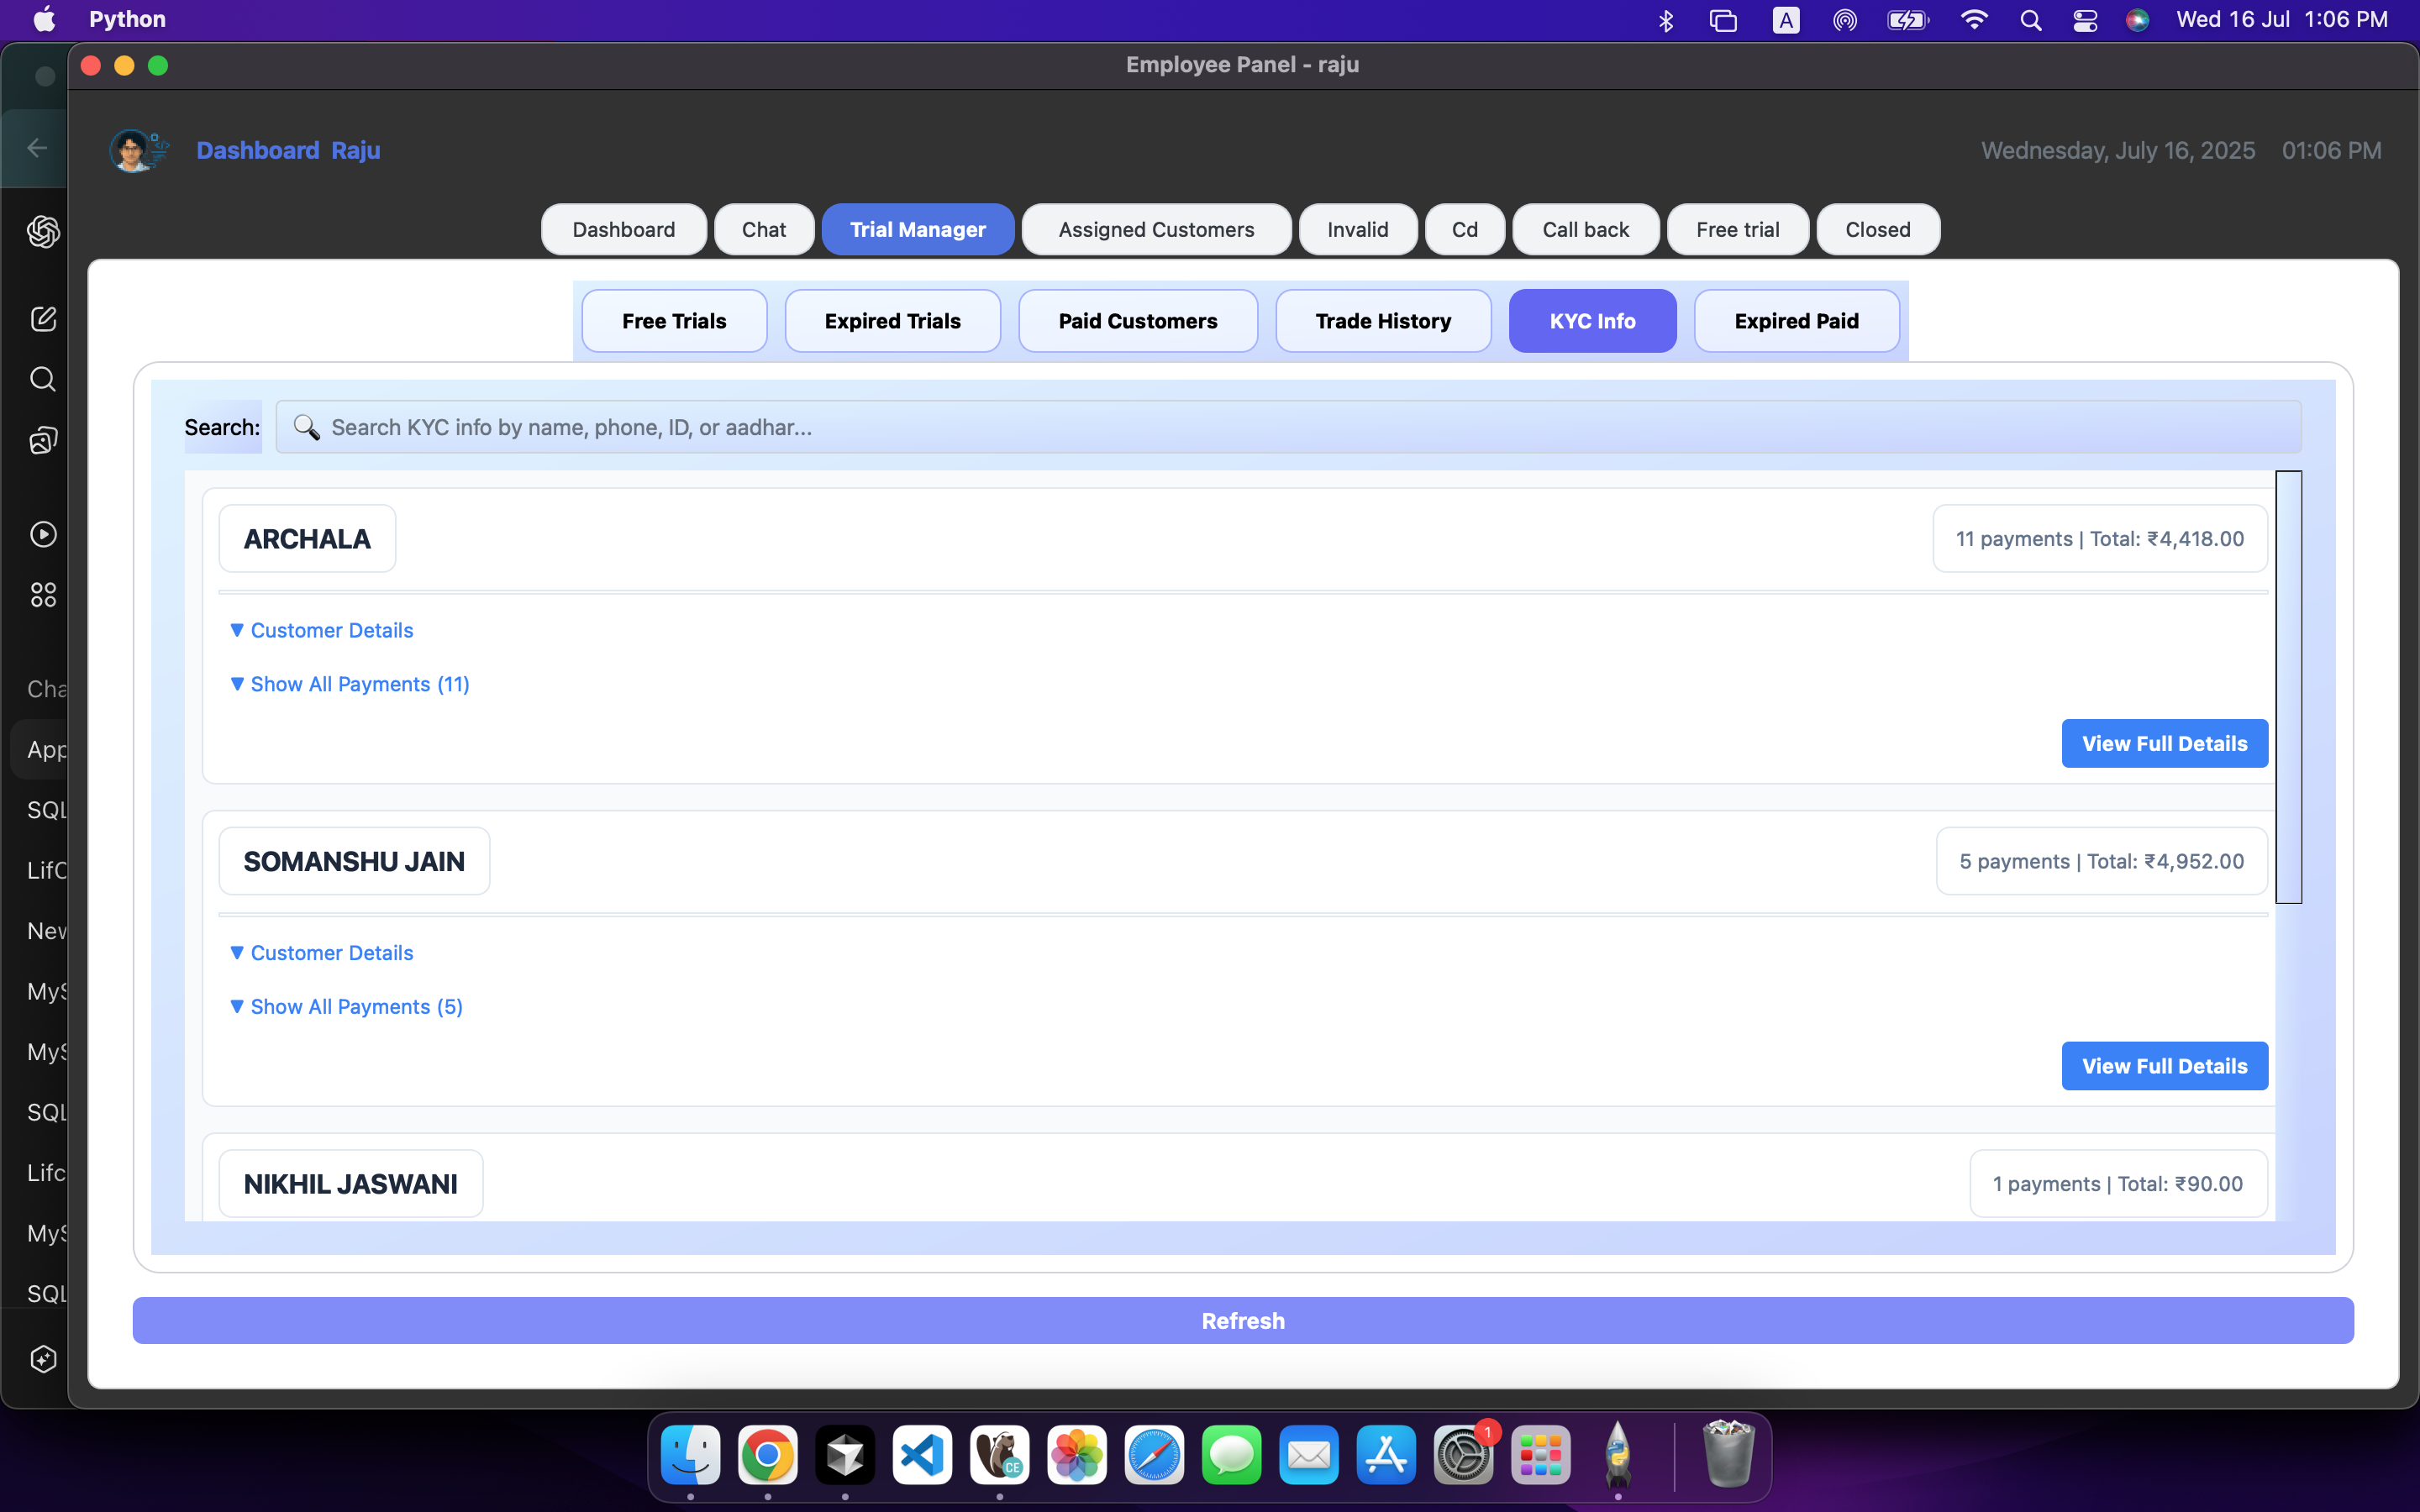 Python
A
Wed 16 Jul 1:06 PM
Employee Panel - raju
Dashboard Raju
Wednesday, July 16, 2025 01:06 PM
Dashboard
Chat
Trial Manager
Assigned Customers
Invalid
Cd
Call back
Free trial
Closed
Free Trials
Expired Trials
Paid Customers
Trade History
KYC Info
Expired Paid
Search:
Search KYC info by name, phone, ID, or aadhar...
ARCHALA
11 payments | Total: ₹4,418.00
▼ Customer Details
▼ Show All Payments (11)
View Full Details
SOMANSHU JAIN
5 payments | Total: ₹4,952.00
▼ Customer Details
▼ Show All Payments (5)
View Full Details
NIKHIL JASWANI
1 payments | Total: ₹90.00
Refresh
Cha
App
SQL
LifC
New
MyS
MyS
SQL
Lifc
MyS
SQL
CE
1